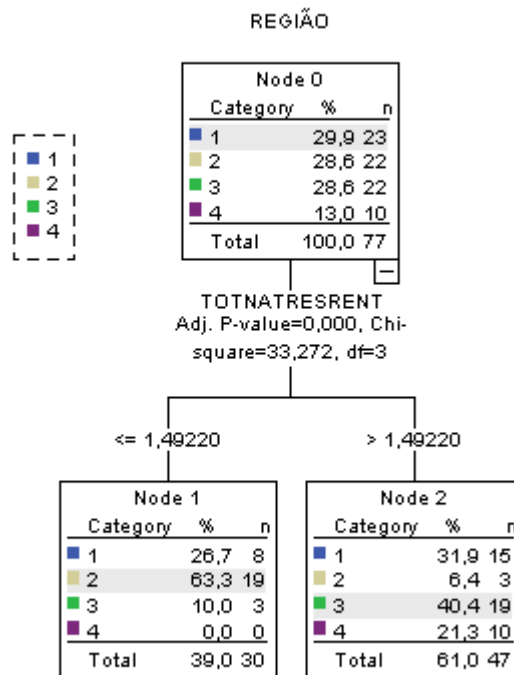 REGIÃO
Node 0
Category % n
1 29,9 23
2 28,6 22
3 28,6 22
4 13,0 10
Total 100,0 77
1
2
3
4
TOTNATRESRENT
Adj. P-value=0,000, Chi-
square=33,272, df=3
<= 1,49220
> 1,49220
Node 1
Category % n
1 26,7 8
2 63,3 19
3 10,0 3
4 0,0 0
Total 39,0 30
Node 2
Category % n
1 31,9 15
2 6,4 3
3 40,4 19
4 21,3 10
Total 61,0 47